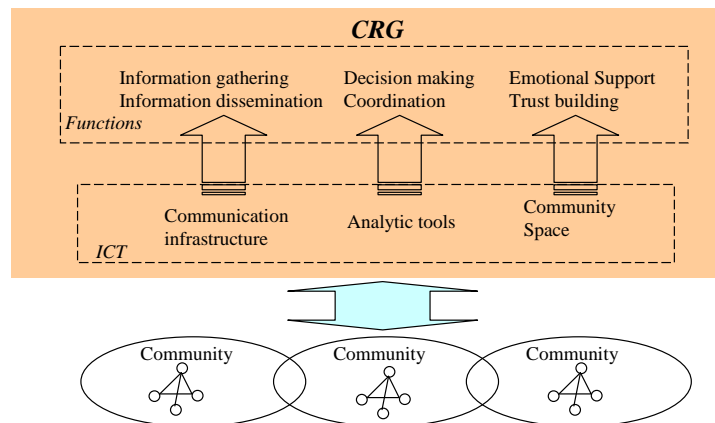 CRG
Information gathering
Information dissemination
Decision making
Coordination
Emotional Support
Trust building
Functions
Communication
infrastructure
Analytic tools
Community
Space
ICT
Community
Community
Community